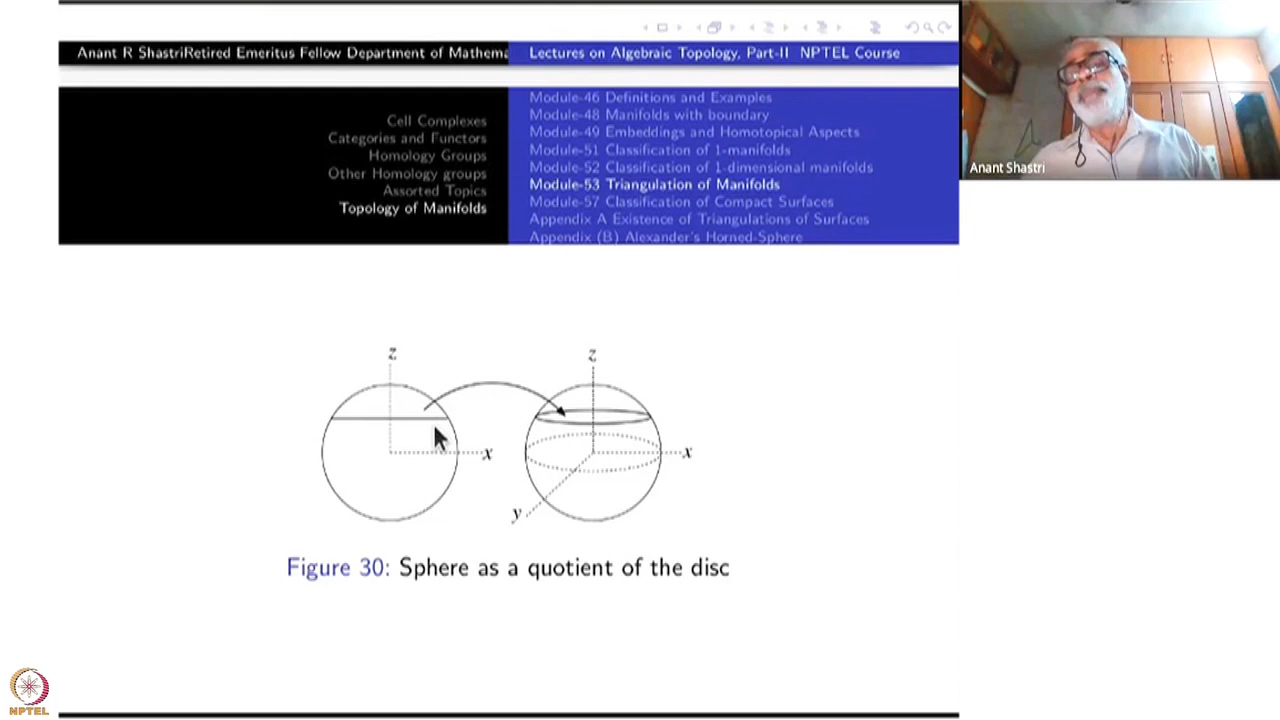 Anant R ShastriRetired Emeritus Fellow Department of Mathema
Lectures on Algebraic Topology, Part-II NPTEL Course
Cell Complexes
Categories and Functors
Homology Groups
Other Homology groups
Assorted Topics
Topology of Manifolds
Module-46 Definitions and Examples
Module-48 Manifolds with boundary
Module-49 Embeddings and Homotopical Aspects
Module-51 Classification of 1-manifolds
Module-52 Classification of 1-dimensional manifolds
Module-53 Triangulation of Manifolds
Module-57 Classification of Compact Surfaces
Appendix A Existence of Triangulations of Surfaces
Appendix (B) Alexander's Horned-Sphere
Anant Shastri
z
x
z
x
y
Figure 30: Sphere as a quotient of the disc
NPTEL